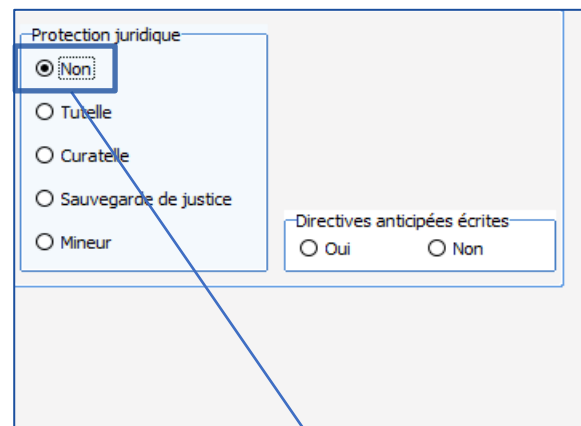 Protection juridique
Non
Tutelle
Curatelle
Sauvegarde de justice
Mineur
Directives anticipées écrites
Oui Non